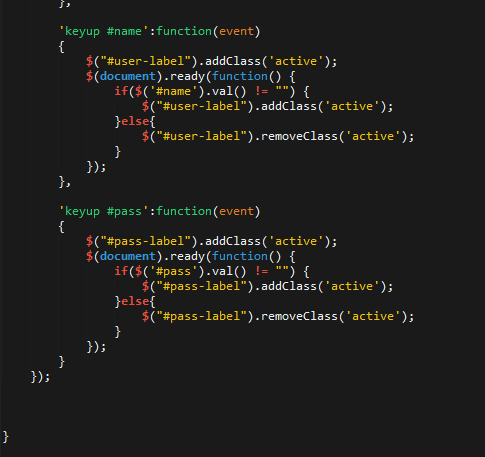 },
'keyup #name':function(event)
{
$("#user-label").addClass('active');
$(document).ready(function() {
if($('#name').val() != "") {
$("#user-label").addClass('active');
}else{
$("#user-label").removeClass('active');
}
});
},
'keyup #pass':function(event)
{
$("#pass-label").addClass('active');
$(document).ready(function() {
if($('#pass').val() != "") {
$("#pass-label").addClass('active');
}else{
$("#pass-label").removeClass('active');
}
});
}
});
}